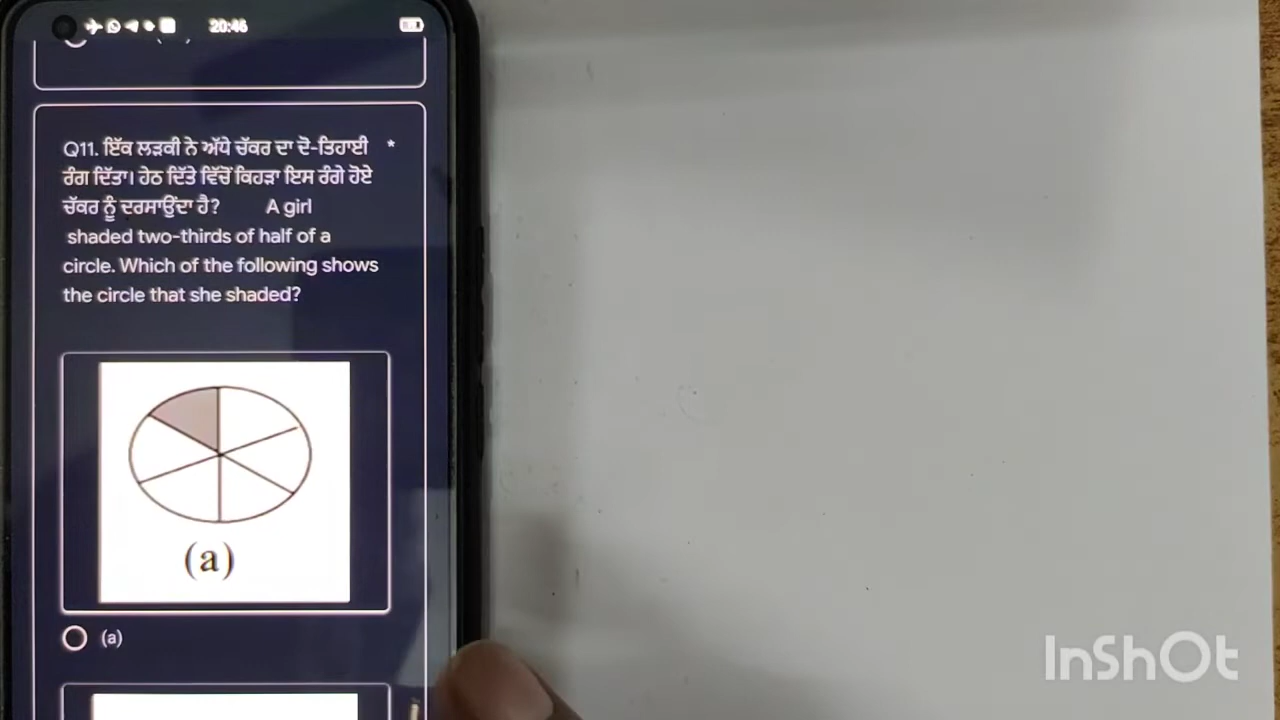 20:46
Q11. ਇੱਕ ਲੜਕੀ ਨੇ ਅੱਧੇ ਚੱਕਰ ਦਾ ਦੋ-ਤਿਹਾਈ *
ਰੰਗ ਦਿੱਤਾ। ਹੇਠ ਦਿੱਤੇ ਵਿੱਚੋਂ ਕਿਹੜਾ ਇਸ ਰੰਗੇ ਹੋਏ
ਚੱਕਰ ਨੂੰ ਦਰਸਾਉਂਦਾ ਹੈ? A girl
shaded two-thirds of half of a
circle. Which of the following shows
the circle that she shaded?
(a)
(a)
InShOt